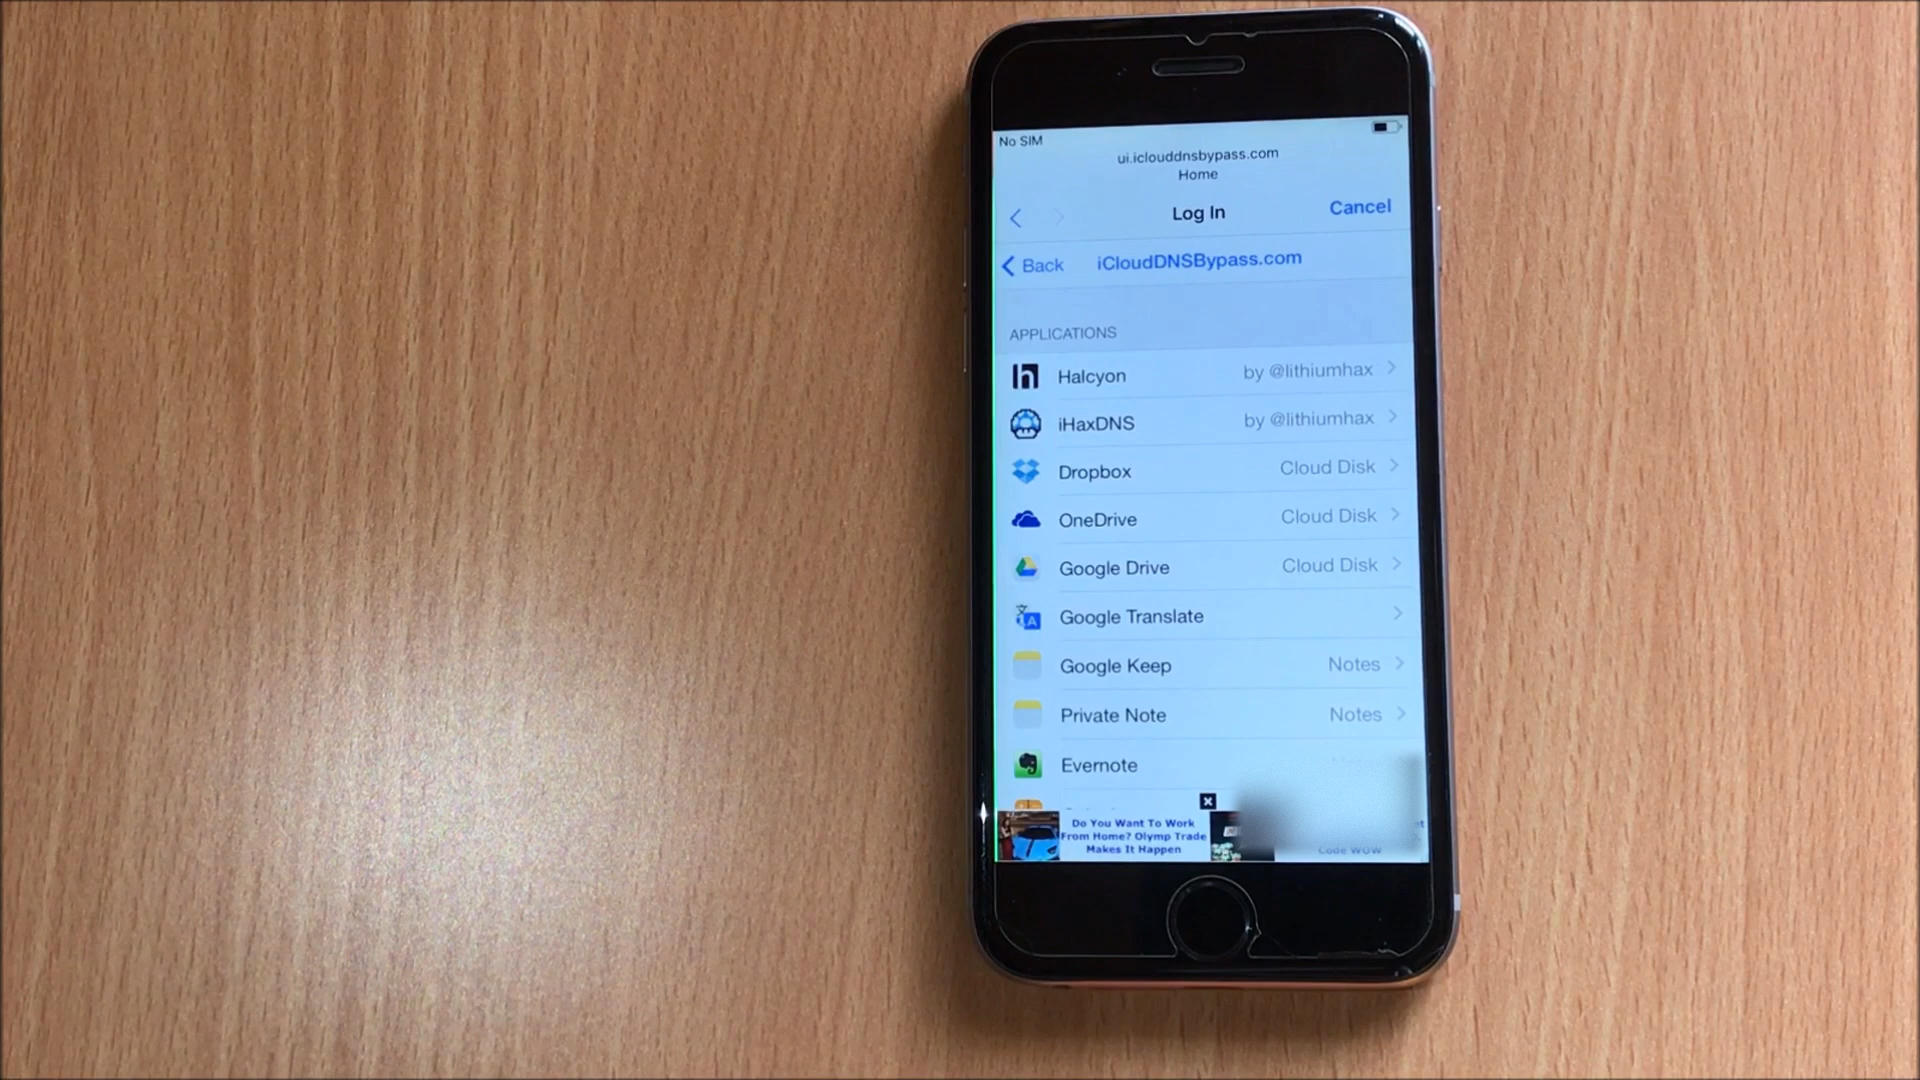 No SIM
ui.iclouddnsbypass.com
Home
Log In
Cancel
Back
iCloudDNSBypass.com
APPLICATIONS
Halcyon by @lithiumhax
iHaxDNS by @lithiumhax
Dropbox Cloud Disk
OneDrive Cloud Disk
Google Drive Cloud Disk
Google Translate
Google Keep Notes
Private Note Notes
Evernote
Do You Want To Work
From Home? Olymp Trade
Makes It Happen
Code WOW